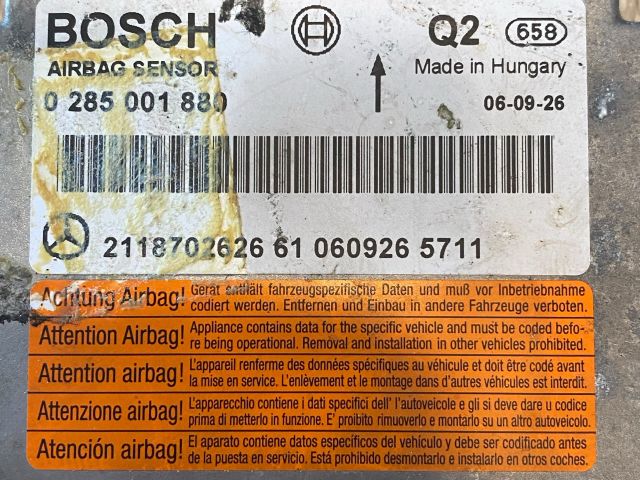 BOSCH
Q2 658
AIRBAG SENSOR
Made in Hungary
0 285 001 880
06-09-26
2118702626 61 060926 5711
Achtung Airbag! Gerät enthält fahrzeugspezifische Daten und muß vor Inbetriebnahme
codiert werden. Entfernen und Einbau in andere Fahrzeuge verboten.
Attention Airbag! Appliance contains data for the specific vehicle and must be coded befo-
re being operational. Removal and installation in other vehicles prohibited.
Attention airbag! L'appareil renferme des données spécifiques au véhicule et doit être codé avant
la mise en service. L'enlèvement et le montage dans d'autres véhicules est interdit.
Attenzione airbag! L'apparecchio contiene i dati specifici dell' l'autoveicolo e gli si deve dare u codice
prima di metterlo in funzione. E' proibito rimuoverlo e montarlo su un altro autoveicolo.
Atención airbag! El aparato contiene datos específicos del vehículo y debe ser codificado antes
de la puesta en servicio. Está prohibido desmontarlo e instalarlo en otros coches.